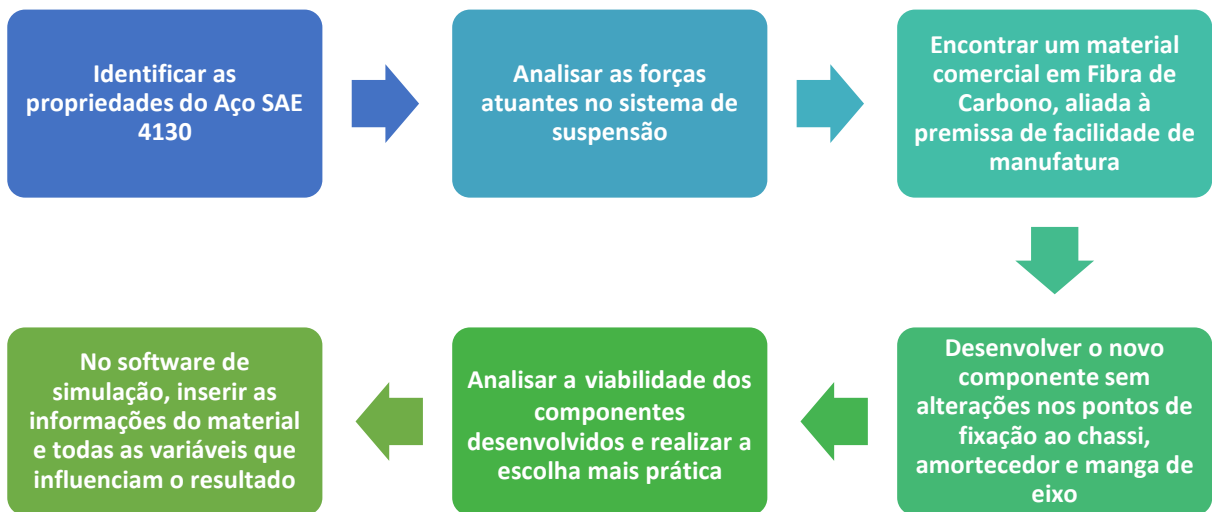 Identificar as
propriedades do Aço SAE
4130
Analisar as forças
atuantes no sistema de
suspensão
Encontrar um material
comercial em Fibra de
Carbono, aliada à
premissa de facilidade de
manufatura
Desenvolver o novo
componente sem
alterações nos pontos de
fixação ao chassi,
amortecedor e manga de
eixo
Analisar a viabilidade dos
componentes
desenvolvidos e realizar a
escolha mais prática
No software de
simulação, inserir as
informações do material
e todas as variáveis que
influenciam o resultado